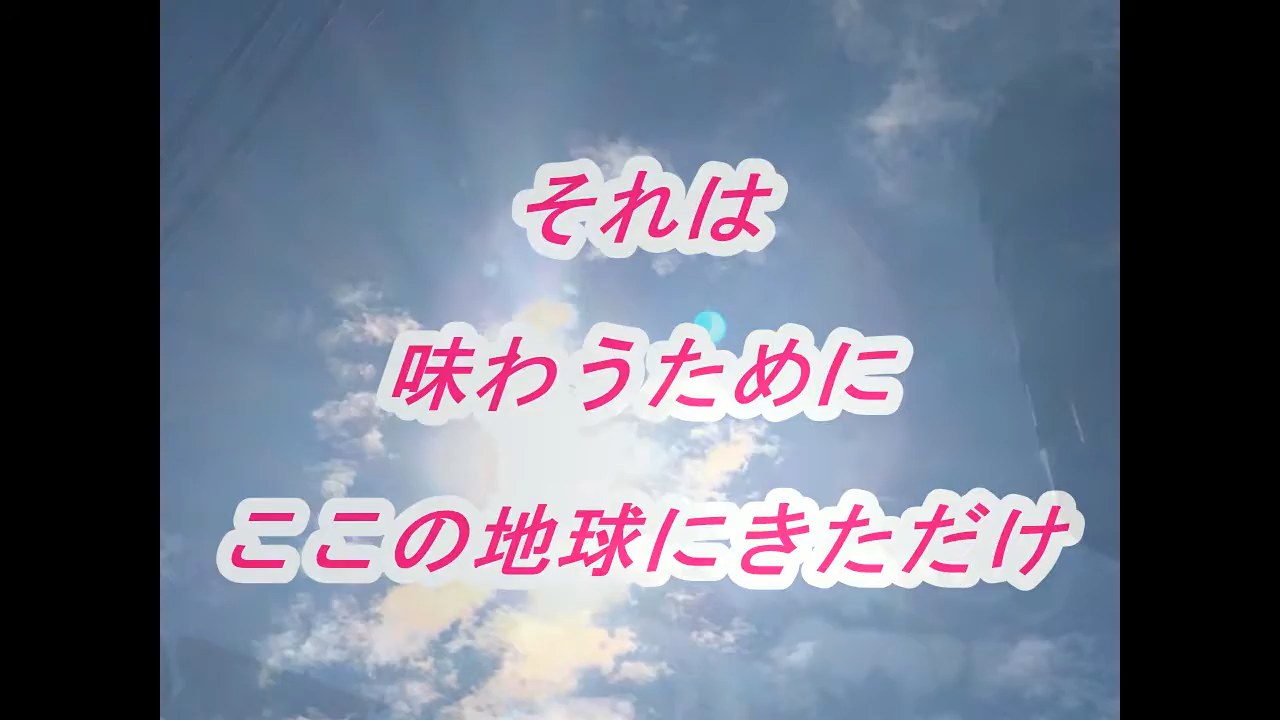 それは
味わうために
ここの地球にきただけ